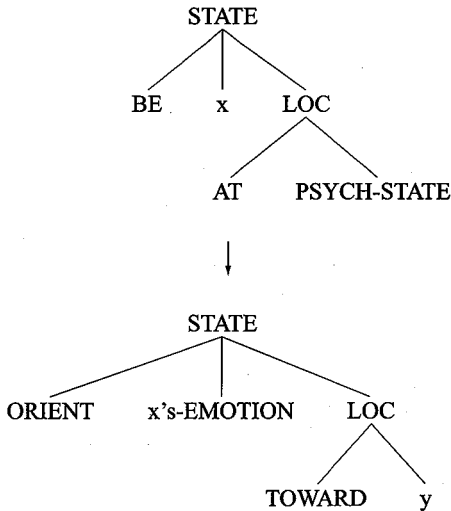 STATE
BE x LOC
AT PSYCH-STATE
STATE
ORIENT x's-EMOTION LOC
TOWARD y